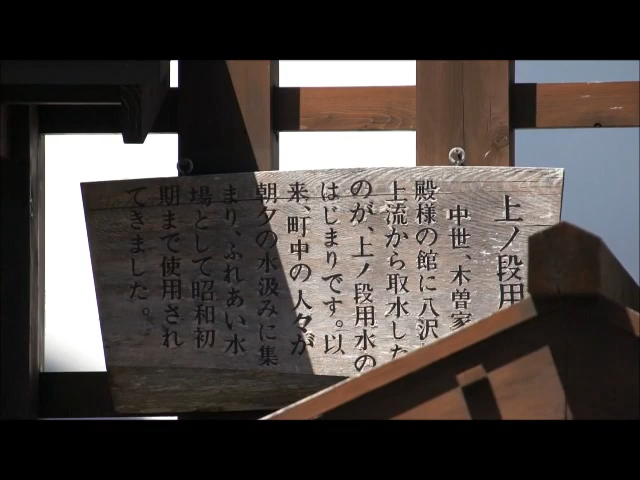 上ノ段用
中世、木曽家
殿様の館に八沢
上流から取水した
のが、上ノ段用水の
はじまりです。以
来、町中の人々が
朝夕の水汲みに集
まり、ふれあい水
場として昭和初
期まで使用され
てきました。